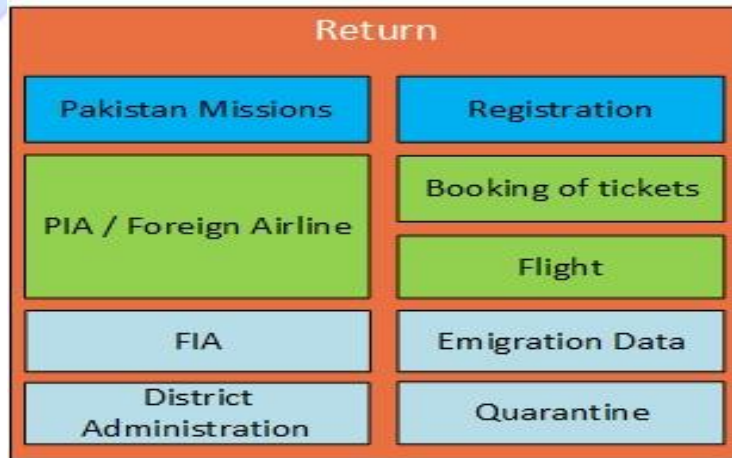 Return
Pakistan Missions
Registration
PIA / Foreign Airline
Booking of tickets
Flight
FIA
Emigration Data
District
Administration
Quarantine